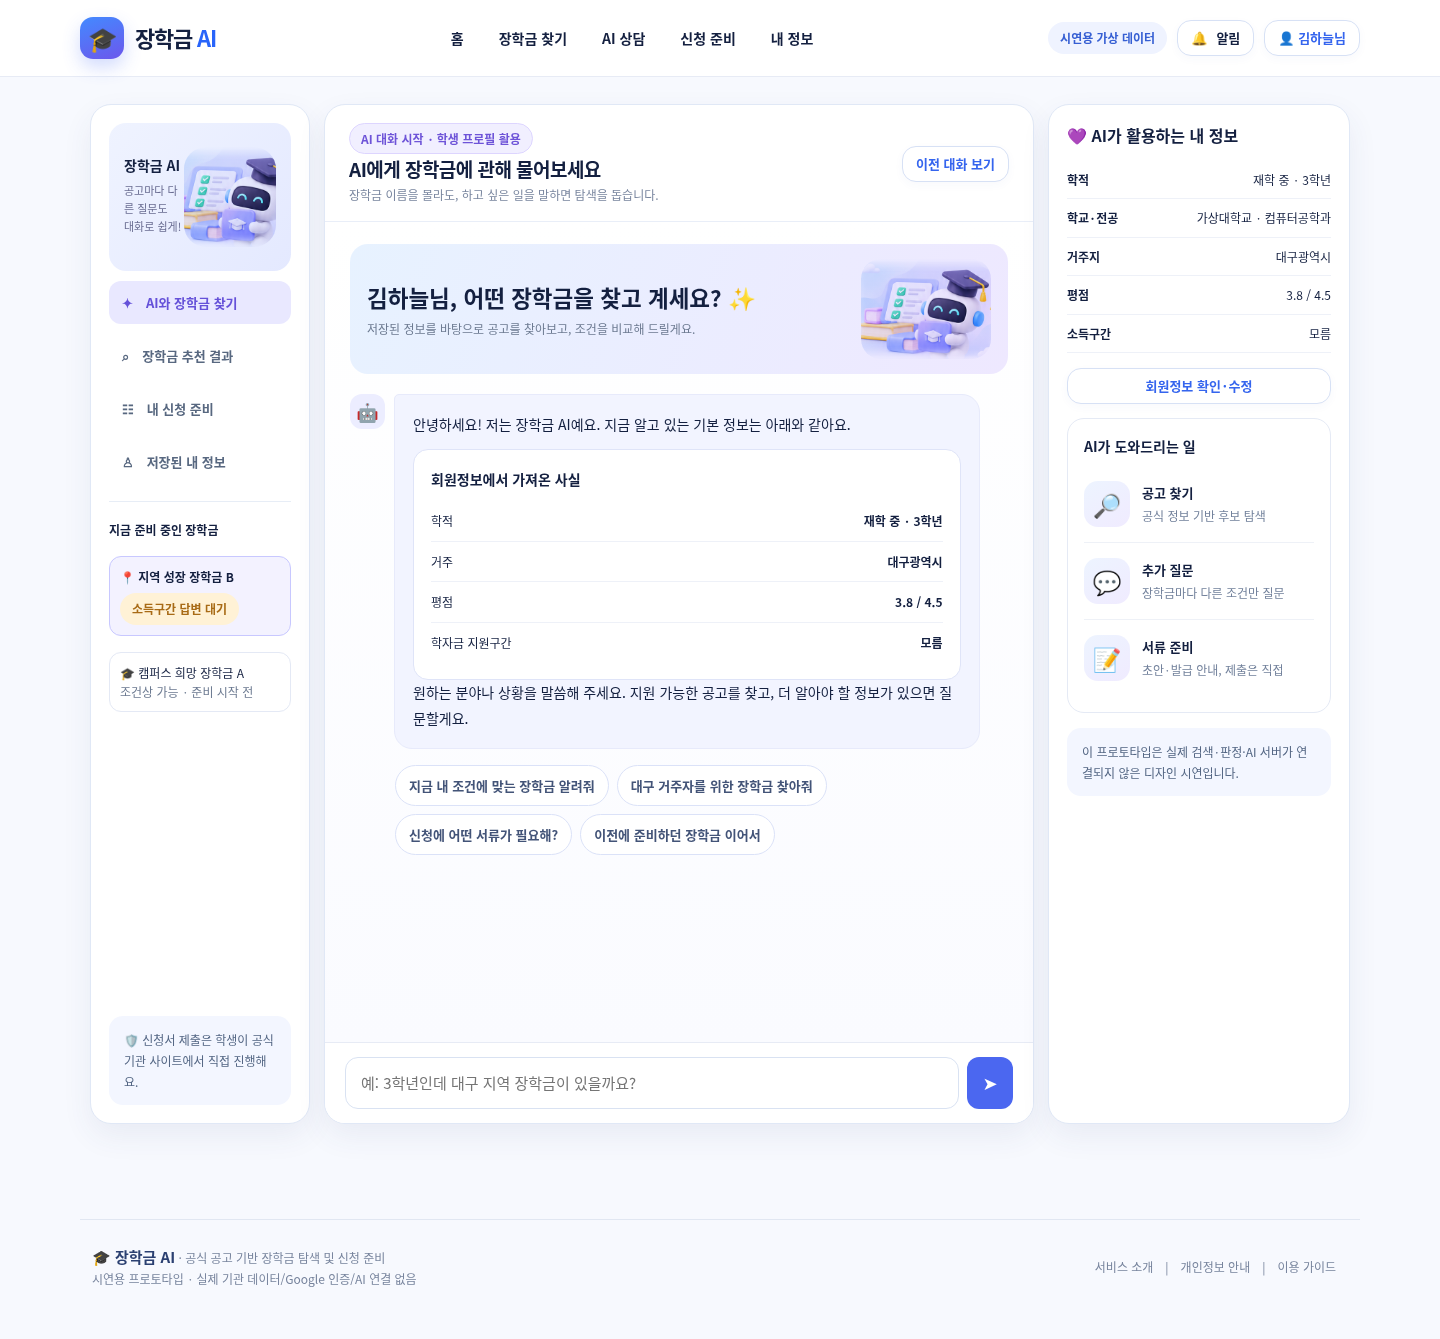 장학금 AI
홈
장학금 찾기
AI 상담
신청 준비
내 정보
시연용 가상 데이터
알림
김하늘님
장학금 AI
공고마다 다
른 질문도
대화로 쉽게!
AI와 장학금 찾기
장학금 추천 결과
내 신청 준비
저장된 내 정보
지금 준비 중인 장학금
지역 성장 장학금 B
소득구간 답변 대기
캠퍼스 희망 장학금 A
조건상 가능 · 준비 시작 전
신청서 제출은 학생이 공식
기관 사이트에서 직접 진행해
요.
AI 대화 시작 · 학생 프로필 활용
AI에게 장학금에 관해 물어보세요
장학금 이름을 몰라도, 하고 싶은 일을 말하면 탐색을 돕습니다.
이전 대화 보기
김하늘님, 어떤 장학금을 찾고 계세요? ✨
저장된 정보를 바탕으로 공고를 찾아보고, 조건을 비교해 드릴게요.
안녕하세요! 저는 장학금 AI예요. 지금 알고 있는 기본 정보는 아래와 같아요.
회원정보에서 가져온 사실
학적 재학 중 · 3학년
거주 대구광역시
평점 3.8 / 4.5
학자금 지원구간 모름
원하는 분야나 상황을 말씀해 주세요. 지원 가능한 공고를 찾고, 더 알아야 할 정보가 있으면 질
문할게요.
지금 내 조건에 맞는 장학금 알려줘
대구 거주자를 위한 장학금 찾아줘
신청에 어떤 서류가 필요해?
이전에 준비하던 장학금 이어서
예: 3학년인데 대구 지역 장학금이 있을까요?
💜 AI가 활용하는 내 정보
학적 재학 중 · 3학년
학교·전공 가상대학교 · 컴퓨터공학과
거주지 대구광역시
평점 3.8 / 4.5
소득구간 모름
회원정보 확인·수정
AI가 도와드리는 일
공고 찾기
공식 정보 기반 후보 탐색
추가 질문
장학금마다 다른 조건만 질문
서류 준비
초안·발급 안내, 제출은 직접
이 프로토타입은 실제 검색·판정·AI 서버가 연
결되지 않은 디자인 시연입니다.
장학금 AI · 공식 공고 기반 장학금 탐색 및 신청 준비
시연용 프로토타입 · 실제 기관 데이터/Google 인증/AI 연결 없음
서비스 소개 | 개인정보 안내 | 이용 가이드